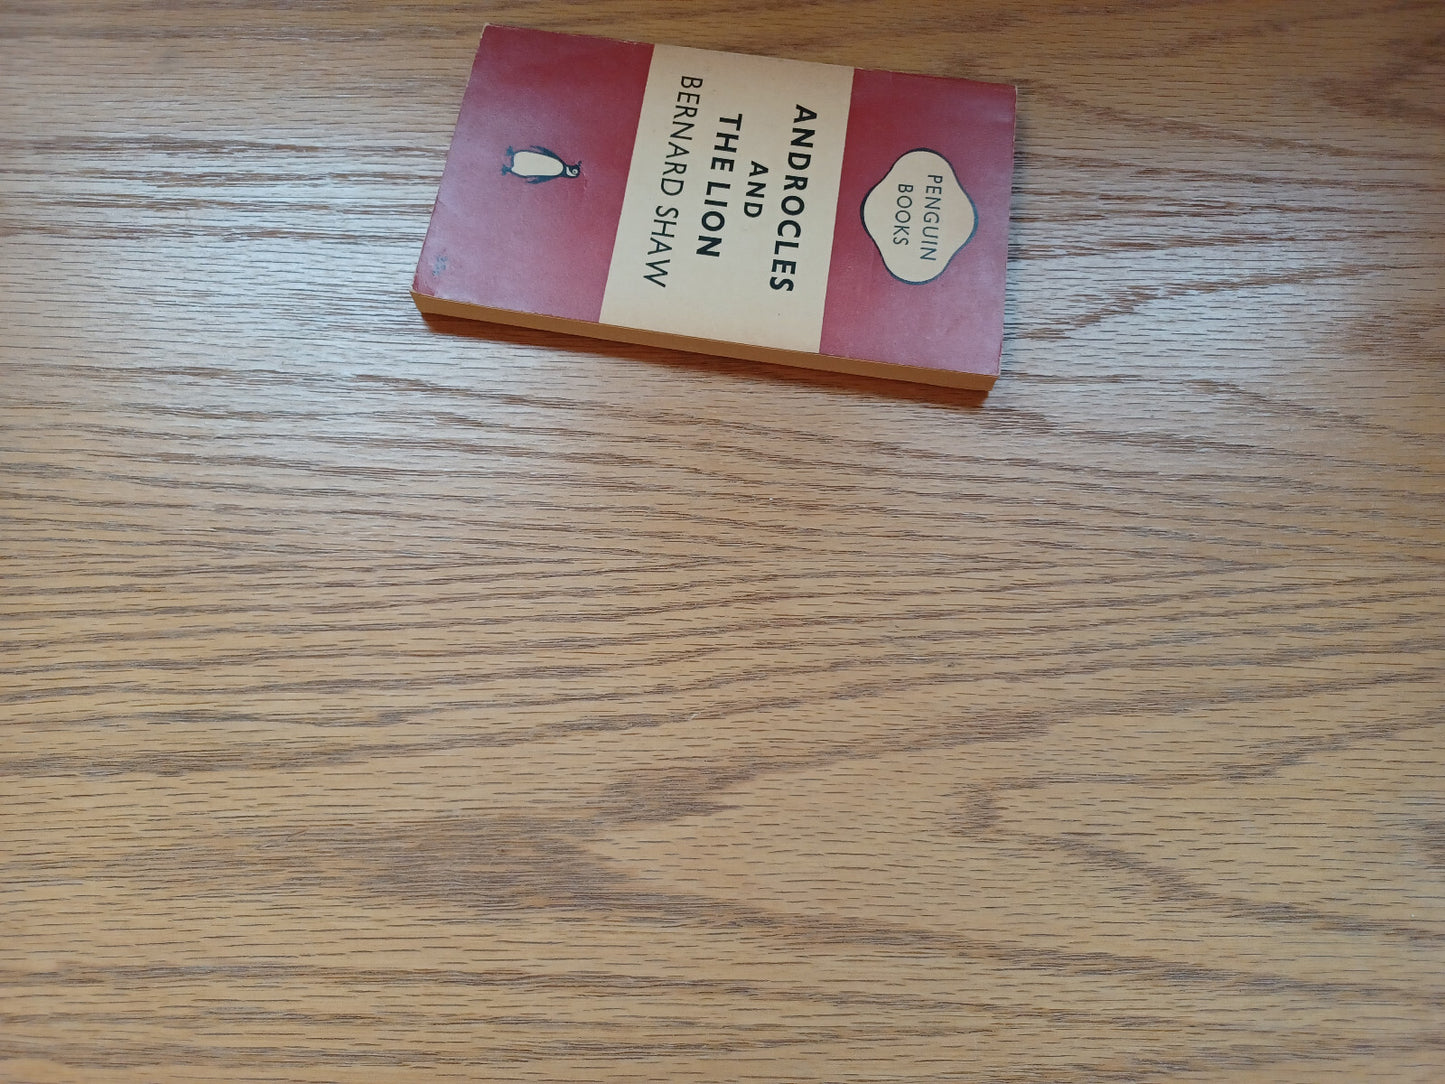 PENGUIN
BOOKS
ANDROCLES
AND
THE LION
BERNARD SHAW